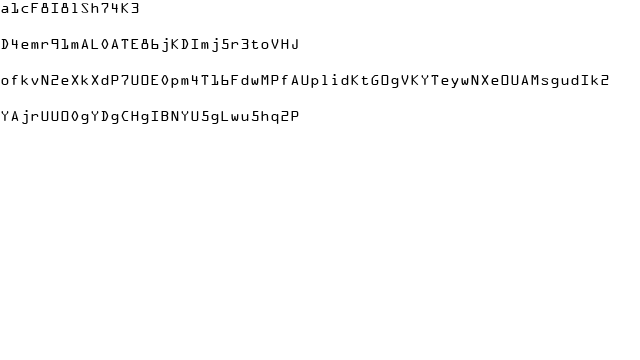 a1cF8I81Sh74K3
D4emr91mAL0ATE86jKDImj5r3toVHJ
ofkvN2eXkXdP7UOE0pm4T16FdwMPfAUplidKtGOgVKYTeywNXeOUAMsgudIk2
YAjrUUO0gYDgCHgIBNYU5gLwu5hq2P